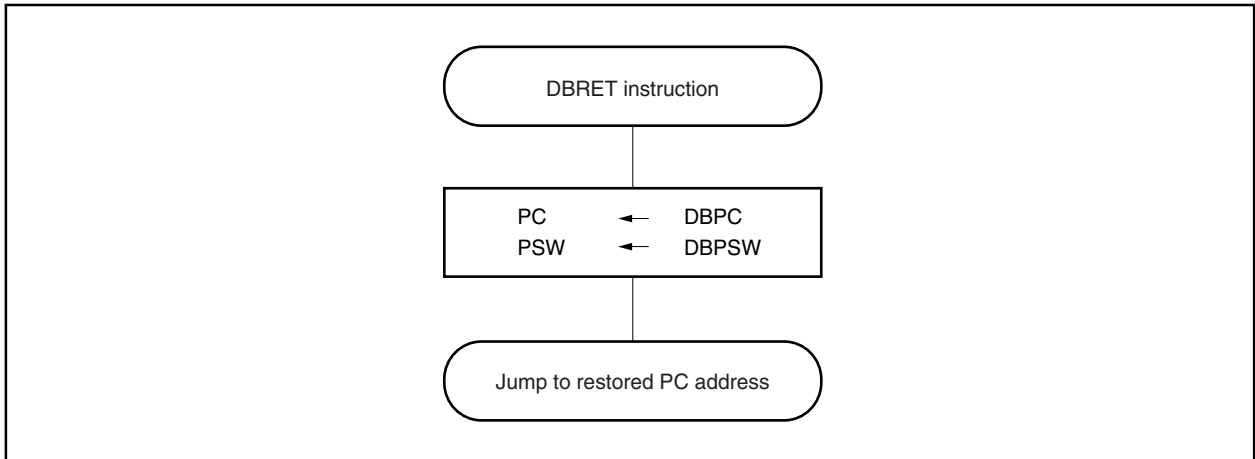 DBRET instruction
PC ← DBPC
PSW ← DBPSW
Jump to restored PC address